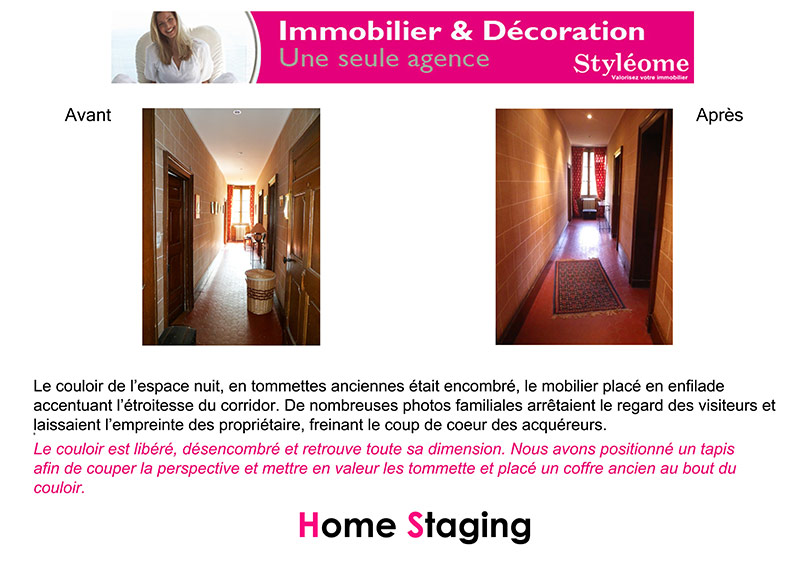 Immobilier & Décoration
Une seule agence
Styléome
Valorisez votre immobilier
Avant
Après
Le couloir de l'espace nuit, en tommettes anciennes était encombré, le mobilier placé en enfilade
accentuant l'étroitesse du corridor. De nombreuses photos familiales arrêtaient le regard des visiteurs et
laissaient l'empreinte des propriétaire, freinant le coup de coeur des acquéreurs.
Le couloir est libéré, désencombré et retrouve toute sa dimension. Nous avons positionné un tapis
afin de couper la perspective et mettre en valeur les tommette et placé un coffre ancien au bout du
couloir.
Home Staging